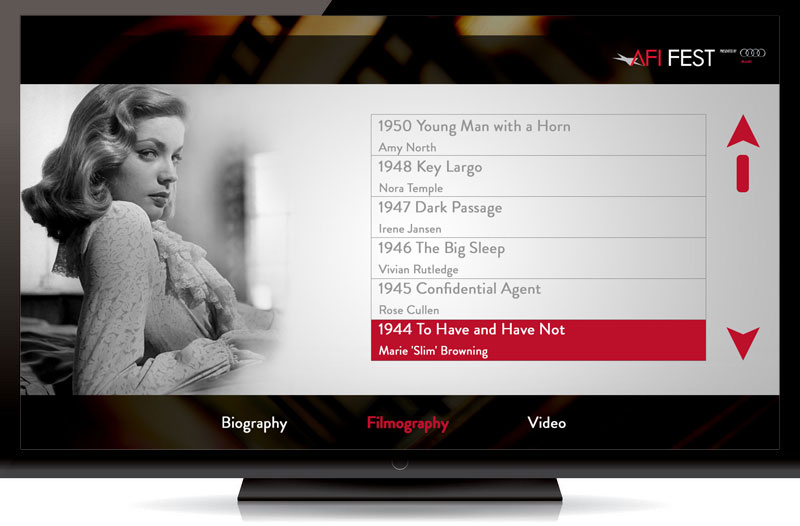 AFI FEST
PRESENTED BY
Audi
1950 Young Man with a Horn
Amy North
1948 Key Largo
Nora Temple
1947 Dark Passage
Irene Jansen
1946 The Big Sleep
Vivian Rutledge
1945 Confidential Agent
Rose Cullen
1944 To Have and Have Not
Marie 'Slim' Browning
Biography
Filmography
Video